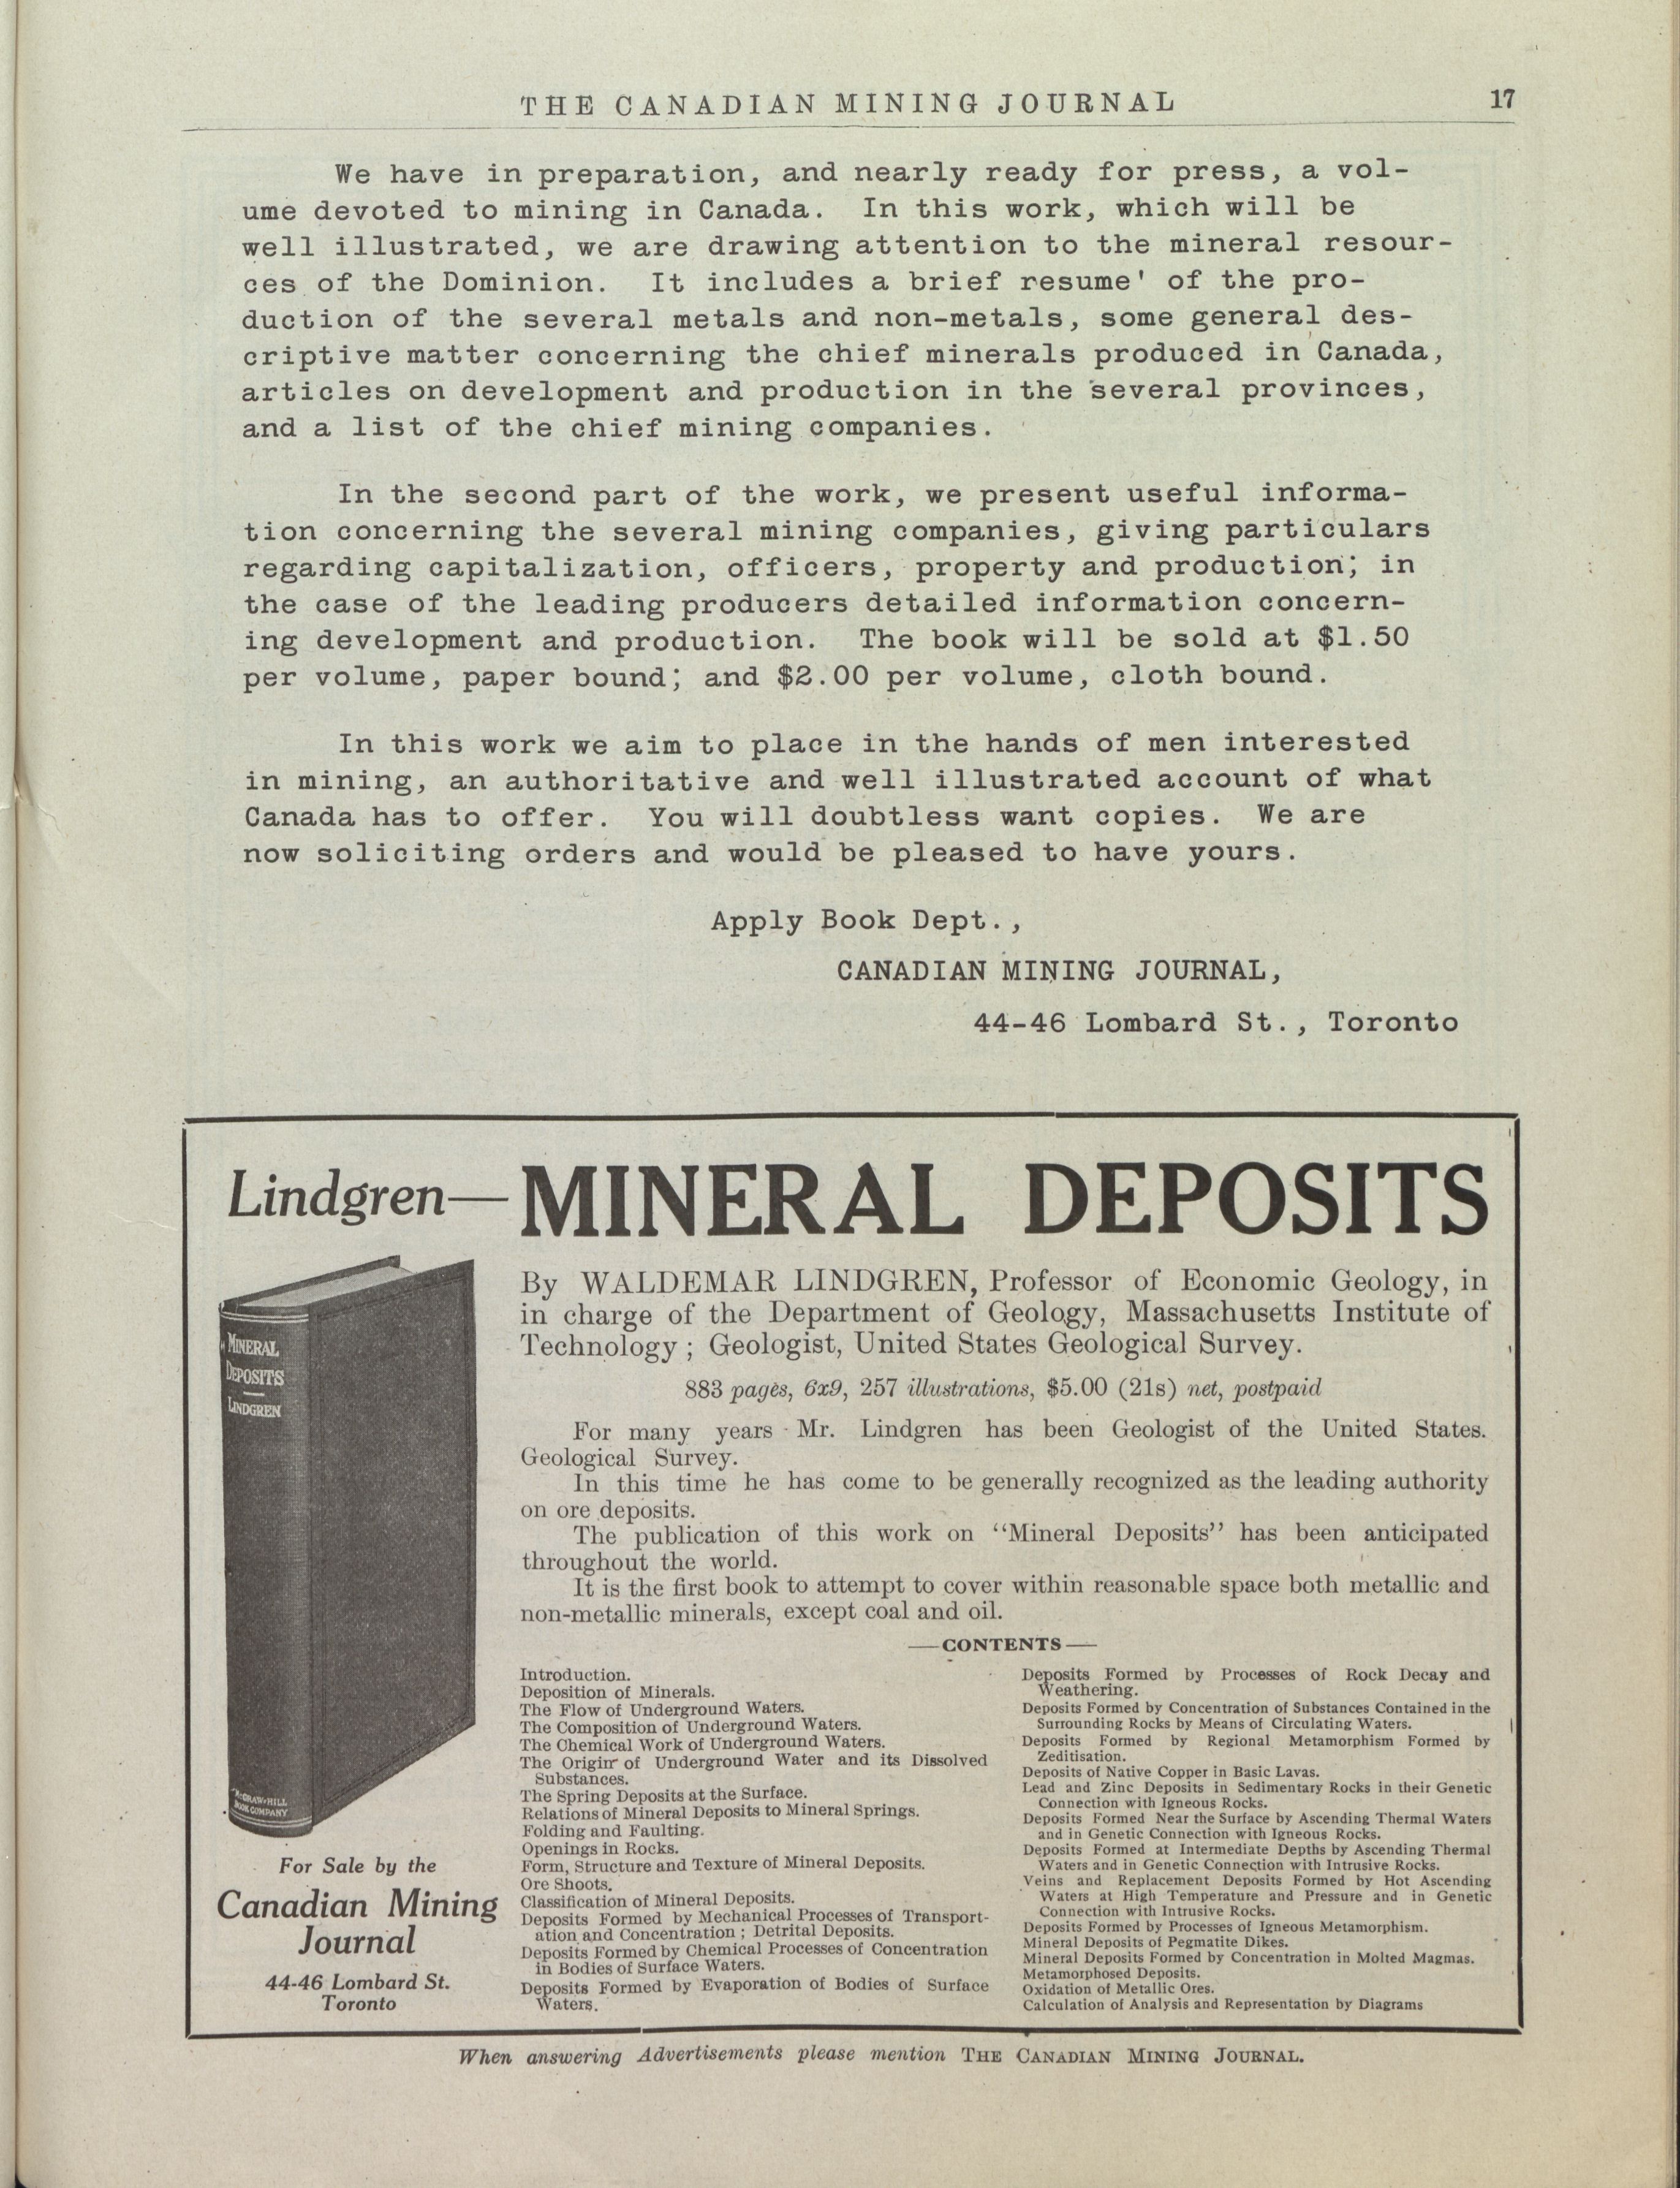 THE CANADIAN MINING JOURNAL 17
We have in preparation, and nearly ready for press, a vol-
ume devoted to mining in Canada. In this work, which will be
well illustrated, we are drawing attention to the mineral resour-
ces of the Dominion. It includes a brief resume' of the pro-
duction of the several metals and non-metals, some general des-
criptive matter concerning the chief minerals produced in Canada,
articles on development and production in the several provinces,
and a list of the chief mining companies.
In the second part of the work, we present useful informa-
tion concerning the several mining companies, giving particulars
regarding capitalization, officers, property and production; in
the case of the leading producers detailed information concern-
ing development and production. The book will be sold at $1.50
per volume, paper bound; and $2.00 per volume, cloth bound.
In this work we aim to place in the hands of men interested
in mining, an authoritative and well illustrated account of what
Canada has to offer. You will doubtless want copies. We are
now soliciting orders and would be pleased to have yours.
Apply Book Dept.,
CANADIAN MINING JOURNAL,
44-46 Lombard St., Toronto
Lindgren—MINERAL DEPOSITS
By WALDEMAR LINDGREN, Professor of Economic Geology, in
in charge of the Department of Geology, Massachusetts Institute of
Technology; Geologist, United States Geological Survey.
883 pages, 6x9, 257 illustrations, $5.00 (21s) net, postpaid
For many years Mr. Lindgren has been Geologist of the United States.
Geological Survey.
In this time he has come to be generally recognized as the leading authority
on ore deposits.
The publication of this work on "Mineral Deposits" has been anticipated
throughout the world.
It is the first book to attempt to cover within reasonable space both metallic and
non-metallic minerals, except coal and oil.
—CONTENTS—
Introduction.
Deposition of Minerals.
The Flow of Underground Waters.
The Composition of Underground Waters.
The Chemical Work of Underground Waters.
The Origin of Underground Water and its Dissolved
Substances.
The Spring Deposits at the Surface.
Relations of Mineral Deposits to Mineral Springs.
Folding and Faulting.
Openings in Rocks.
Form, Structure and Texture of Mineral Deposits.
Ore Shoots.
Classification of Mineral Deposits.
Deposits Formed by Mechanical Processes of Transport-
ation and Concentration; Detrital Deposits.
Deposits Formed by Chemical Processes of Concentration
in Bodies of Surface Waters.
Deposits Formed by Evaporation of Bodies of Surface
Waters.
Deposits Formed by Processes of Rock Decay and
Weathering.
Deposits Formed by Concentration of Substances Contained in the
Surrounding Rocks by Means of Circulating Waters.
Deposits Formed by Regional Metamorphism Formed by
Zeditisation.
Deposits of Native Copper in Basic Lavas.
Lead and Zinc Deposits in Sedimentary Rocks in their Genetic
Connection with Igneous Rocks.
Deposits Formed Near the Surface by Ascending Thermal Waters
and in Genetic Connection with Igneous Rocks.
Deposits Formed at Intermediate Depths by Ascending Thermal
Waters and in Genetic Connection with Intrusive Rocks.
Veins and Replacement Deposits Formed by Hot Ascending
Waters at High Temperature and Pressure and in Genetic
Connection with Intrusive Rocks.
Deposits Formed by Processes of Igneous Metamorphism.
Mineral Deposits of Pegmatite Dikes.
Mineral Deposits Formed by Concentration in Molted Magmas.
Metamorphosed Deposits.
Oxidation of Metallic Ores.
Calculation of Analysis and Representation by Diagrams
MINERAL
DEPOSITS
LINDGREN
McGRAW-HILL
BOOK COMPANY
For Sale by the
Canadian Mining
Journal
44-46 Lombard St.
Toronto
When answering Advertisements please mention THE CANADIAN MINING JOURNAL.